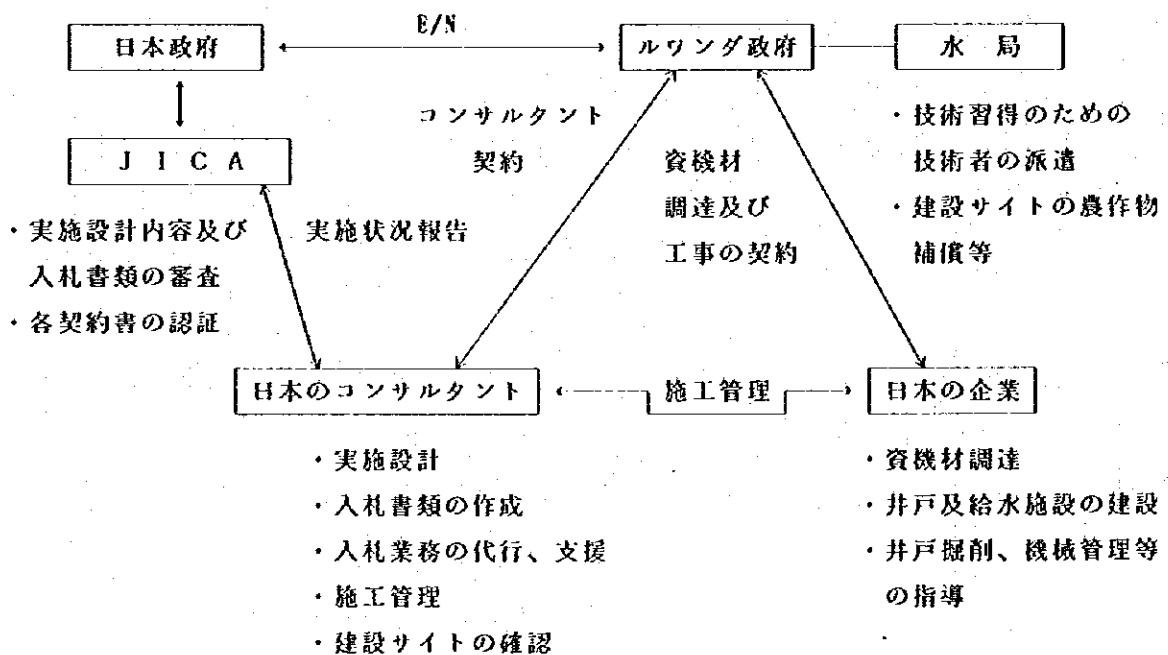 E/N
日本政府
ルワンダ政府
水 局
コンサルタント
契約
・技術習得のための
技術者の派遣
・建設サイトの農作物
補償等
J I C A
資機材
調達及び
工事の契約
・実施設計内容及び
入札書類の審査
・各契約書の認証
実施状況報告
日本のコンサルタント
施工管理
日本の企業
・実施設計
・入札書類の作成
・入札業務の代行、支援
・施工管理
・建設サイトの確認
・資機材調達
・井戸及給水施設の建設
・井戸掘削、機械管理等
の指導